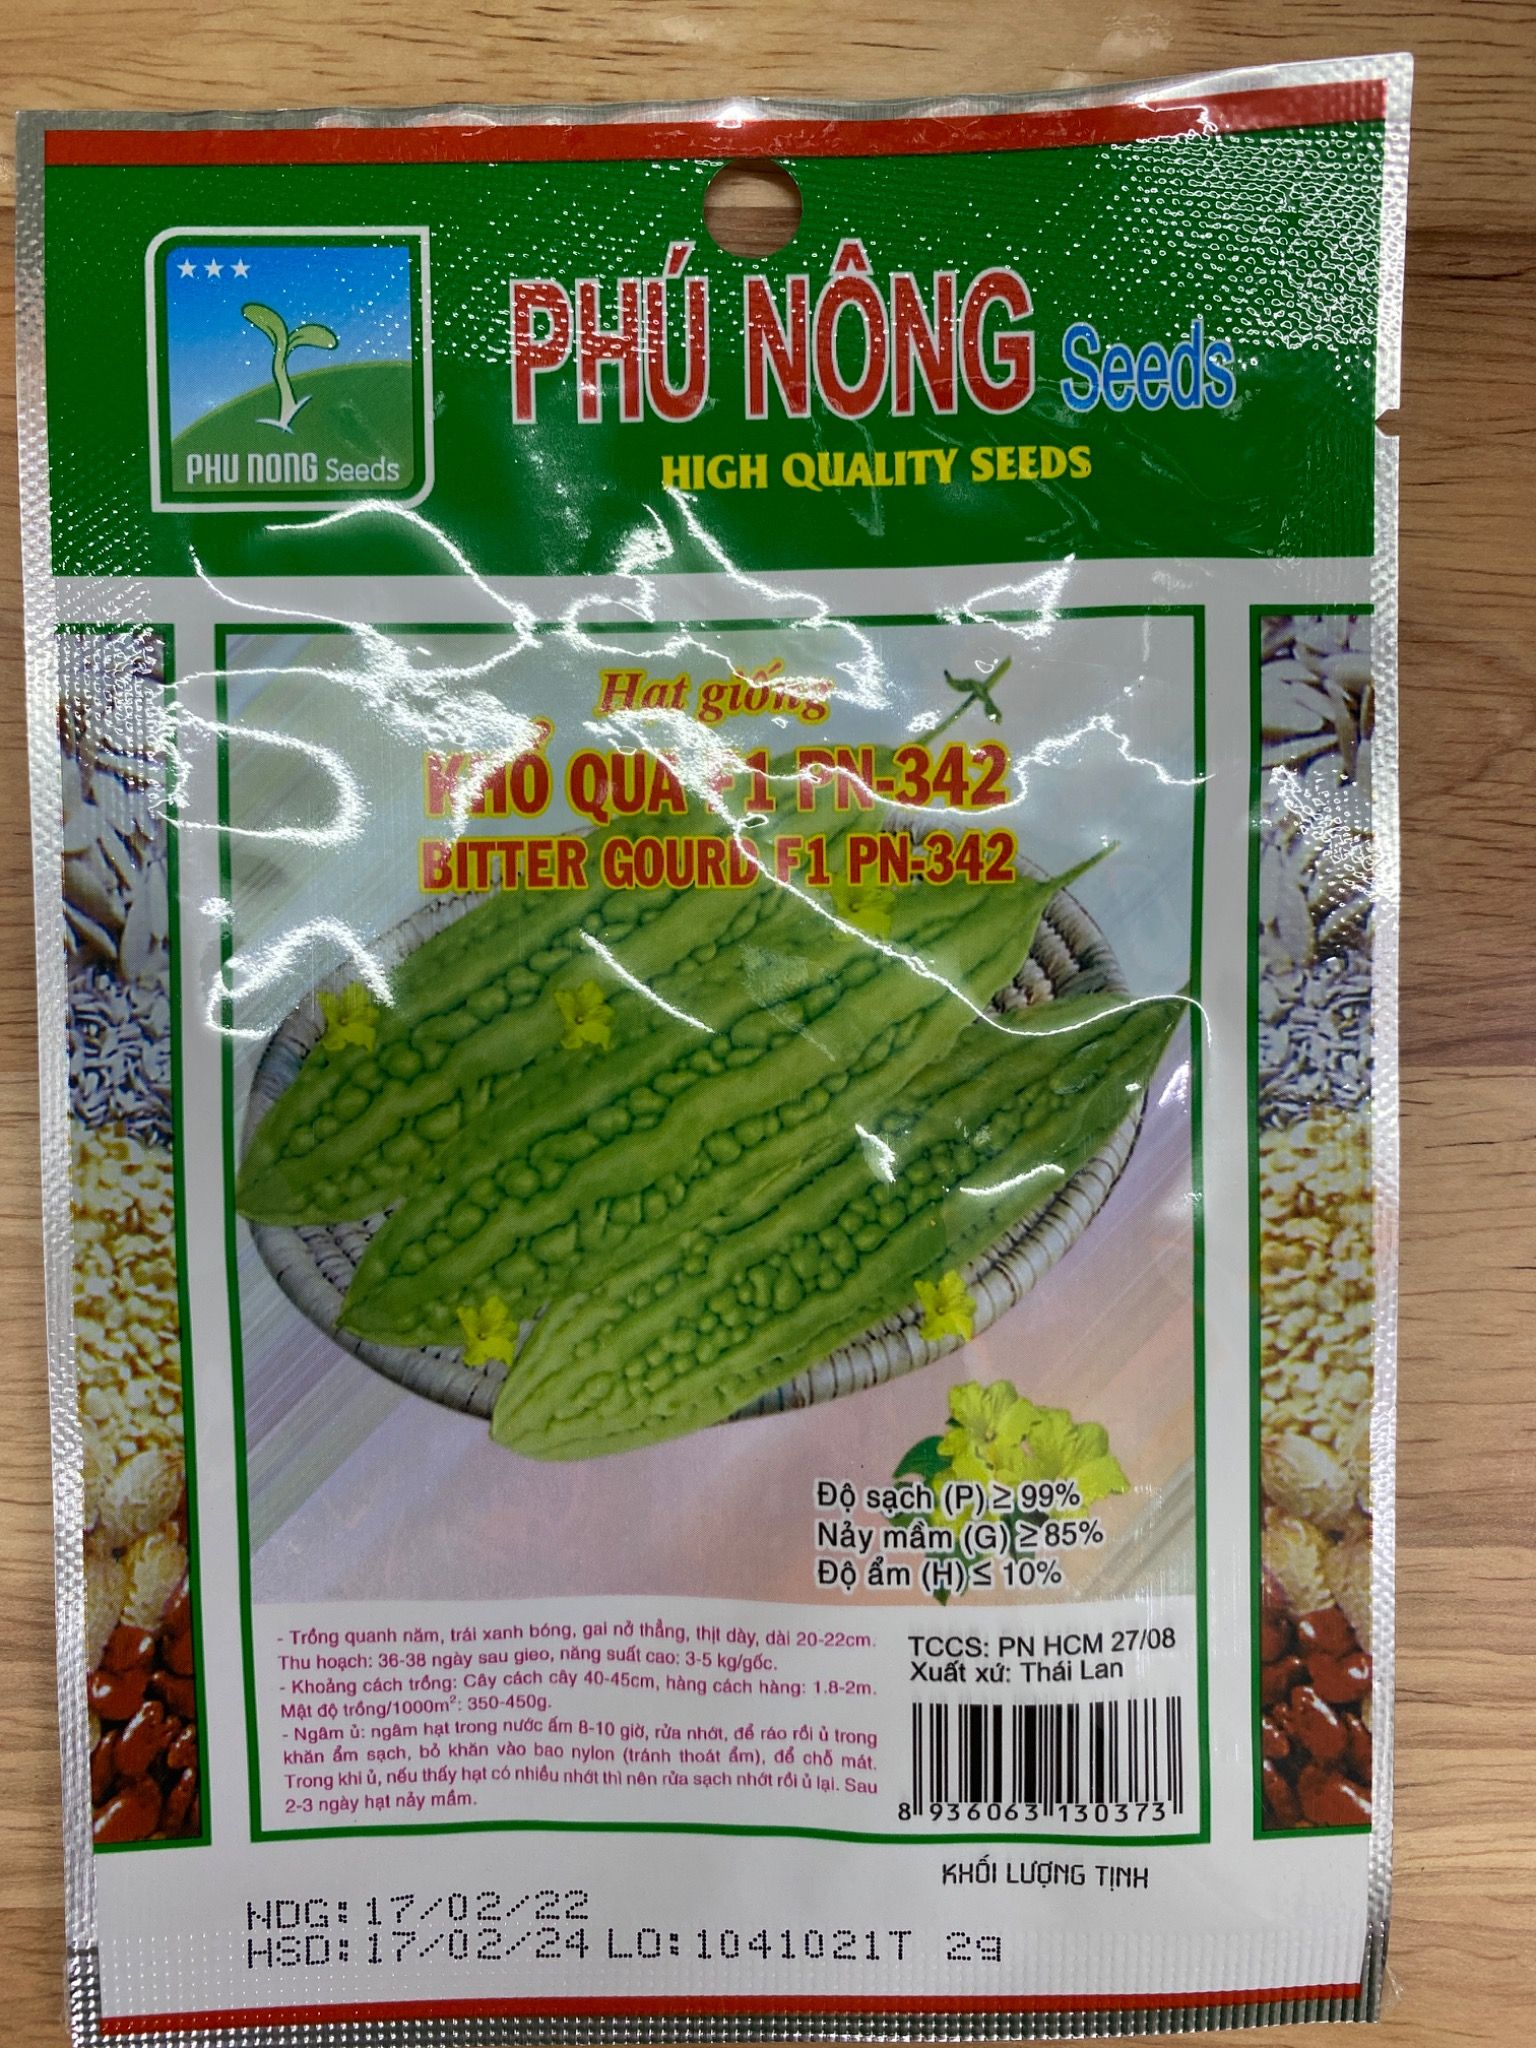 PHU NONG Seeds
PHÚ NÔNG Seeds
HIGH QUALITY SEEDS
Hạt giống
KHỔ QUA F1 PN-342
BITTER GOURD F1 PN-342
Độ sạch (P) ≥ 99%
Nảy mầm (G) ≥ 85%
Độ ẩm (H) ≤ 10%
- Trồng quanh năm, trái xanh bóng, gai nở thẳng, thịt dày, dài 20-22cm.
Thu hoạch: 36-38 ngày sau gieo, năng suất cao: 3-5 kg/gốc.
- Khoảng cách trồng: Cây cách cây 40-45cm, hàng cách hàng: 1.8-2m.
Mật độ trồng/1000m²: 350-450g.
- Ngâm ủ: ngâm hạt trong nước ấm 8-10 giờ, rửa nhớt, để ráo rồi ủ trong
khăn ẩm sạch, bỏ khăn vào bao nylon (tránh thoát ẩm), để chỗ mát.
Trong khi ủ, nếu thấy hạt có nhiều nhớt thì nên rửa sạch nhớt rồi ủ lại. Sau
2-3 ngày hạt nảy mầm.
TCCS: PN HCM 27/08
Xuất xứ: Thái Lan
8 936063 130373
KHỐI LƯỢNG TỊNH
NDG:17/02/22
HSD:17/02/24 LO:1041021T 2g